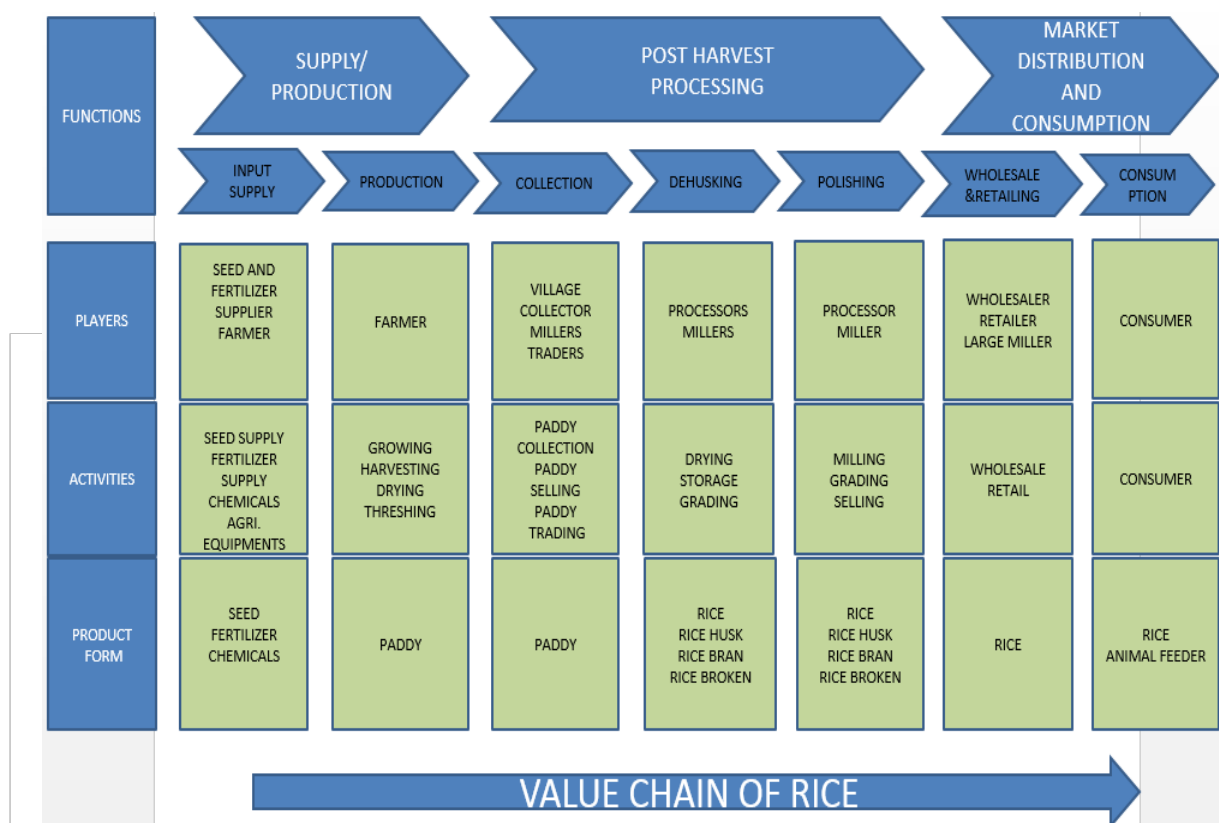 FUNCTIONS
SUPPLY/
PRODUCTION
POST HARVEST
PROCESSING
MARKET
DISTRIBUTION
AND
CONSUMPTION
INPUT
SUPPLY
PRODUCTION
COLLECTION
DEHUSKING
POLISHING
WHOLESALE
&RETAILING
CONSUM
PTION
PLAYERS
SEED AND
FERTILIZER
SUPPLIER
FARMER
FARMER
VILLAGE
COLLECTOR
MILLERS
TRADERS
PROCESSORS
MILLERS
PROCESSOR
MILLER
WHOLESALER
RETAILER
LARGE MILLER
CONSUMER
ACTIVITIES
SEED SUPPLY
FERTILIZER
SUPPLY
CHEMICALS
AGRI.
EQUIPMENTS
GROWING
HARVESTING
DRYING
THRESHING
PADDY
COLLECTION
PADDY
SELLING
PADDY
TRADING
DRYING
STORAGE
GRADING
MILLING
GRADING
SELLING
WHOLESALE
RETAIL
CONSUMER
PRODUCT
FORM
SEED
FERTILIZER
CHEMICALS
PADDY
PADDY
RICE
RICE HUSK
RICE BRAN
RICE BROKEN
RICE
RICE HUSK
RICE BRAN
RICE BROKEN
RICE
RICE
ANIMAL FEEDER
VALUE CHAIN OF RICE